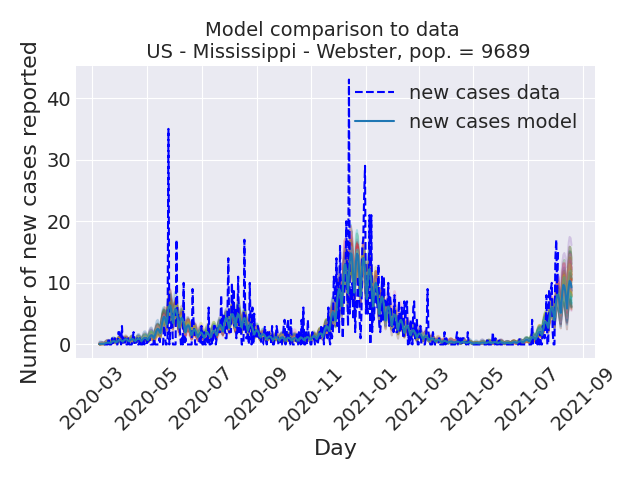 Model comparison to data
US - Mississippi - Webster, pop. = 9689
Number of new cases reported
40
30
20
10
0
new cases data
new cases model
2020-03
2020-05
2020-07
2020-09
2020-11
2021-01
2021-03
2021-05
2021-07
2021-09
Day